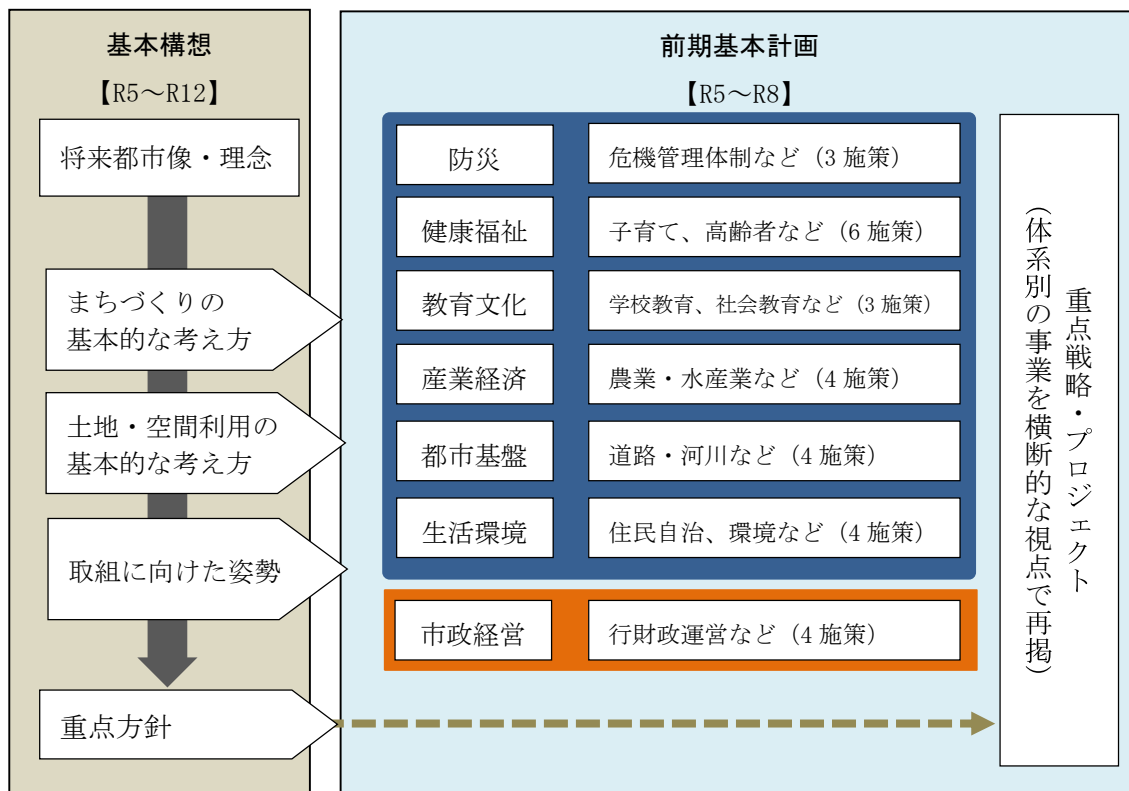 基本構想
【R5~R12】
将来都市像・理念
まちづくりの
基本的な考え方
土地・空間利用の
基本的な考え方
取組に向けた姿勢
重点方針
前期基本計画
【R5~R8】
防災
危機管理体制など(3 施策)
健康福祉
子育て、高齢者など(6 施策)
教育文化
学校教育、社会教育など(3 施策)
産業経済
農業・水産業など(4 施策)
都市基盤
道路・河川など(4 施策)
生活環境
住民自治、環境など(4 施策)
市政経営
行財政運営など(4 施策)
重点戦略・プロジェクト
(体系別の事業を横断的な視点で再掲)